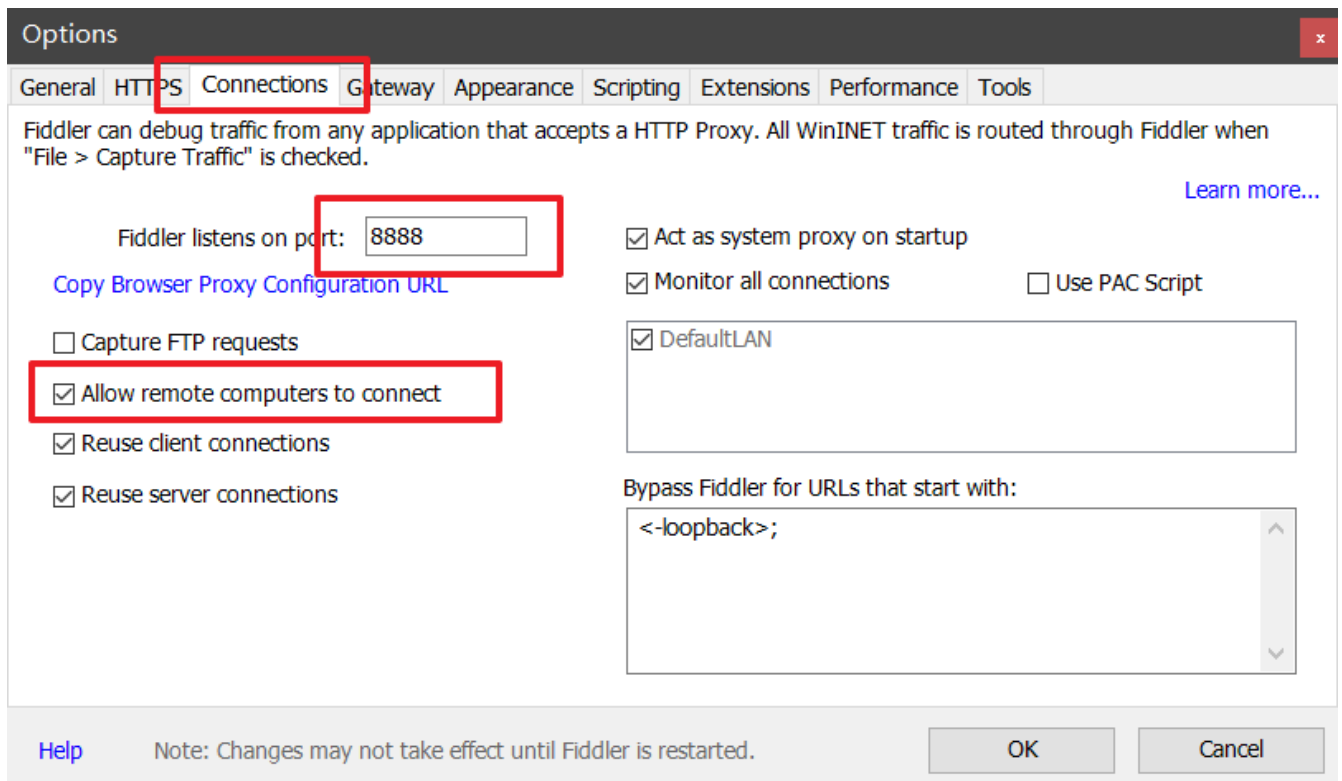 Options
x
General HTTPS Connections Gateway Appearance Scripting Extensions Performance Tools
Fiddler can debug traffic from any application that accepts a HTTP Proxy. All WinINET traffic is routed through Fiddler when
"File > Capture Traffic" is checked.
Learn more...
Fiddler listens on port: 8888
Act as system proxy on startup
Copy Browser Proxy Configuration URL
Monitor all connections
Use PAC Script
Capture FTP requests
DefaultLAN
Allow remote computers to connect
Reuse client connections
Reuse server connections
Bypass Fiddler for URLs that start with:
<-loopback>;
Help
Note: Changes may not take effect until Fiddler is restarted.
OK
Cancel